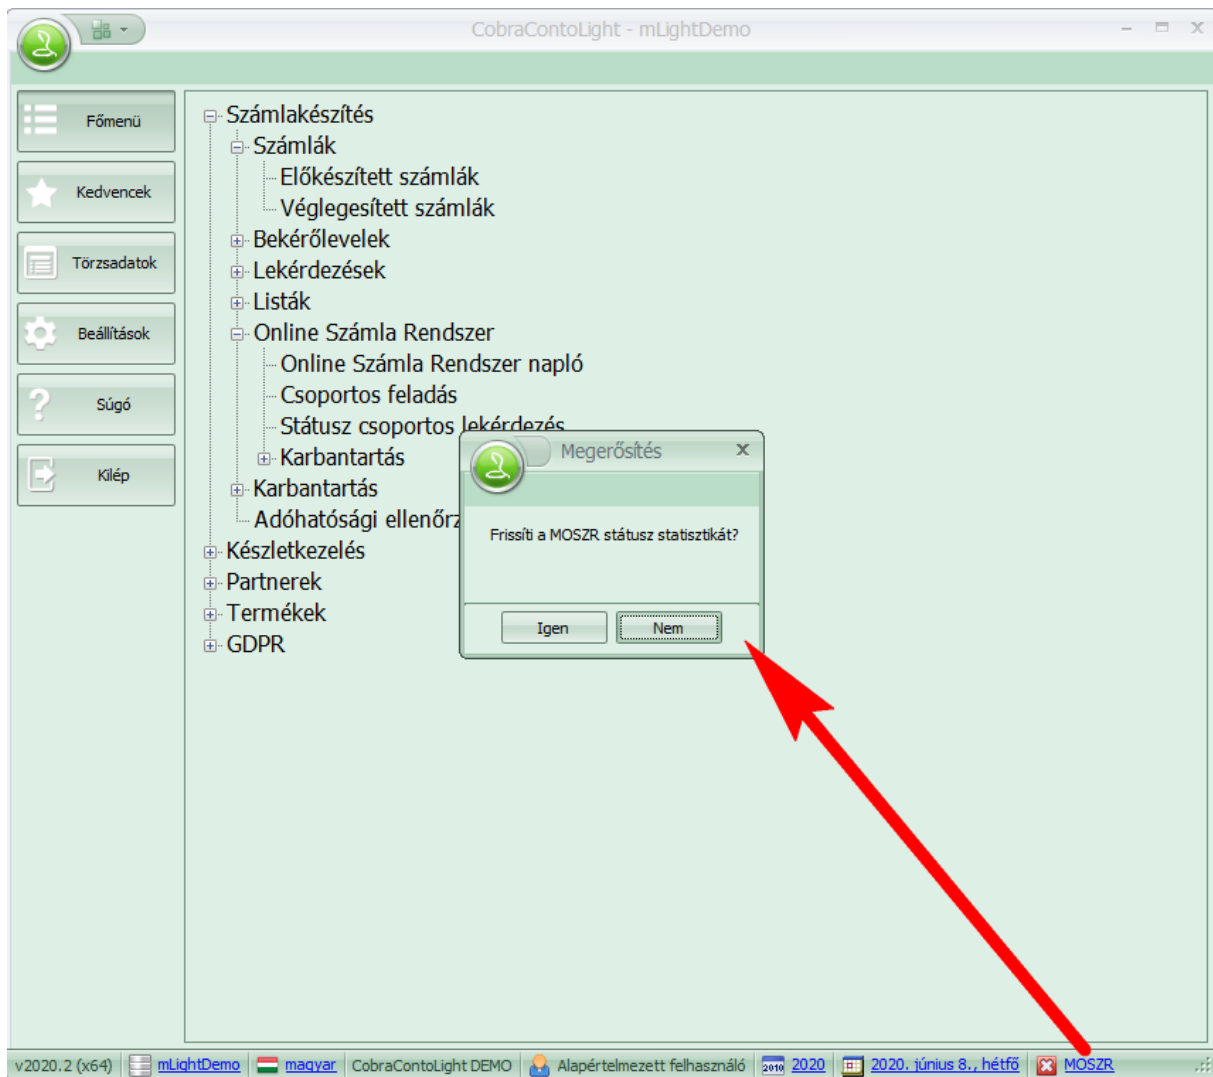 CobraContoLight - mLightDemo
Főmenü
Kedvencek
Törzsadatok
Beállítások
Súgó
Kilép
Számlakészítés
Számlák
Előkészített számlák
Véglegesített számlák
Bekérőlevelek
Lekérdezések
Listák
Online Számla Rendszer
Online Számla Rendszer napló
Csoportos feladás
Státusz csoportos lekérdezés
Karbantartás
Karbantartás
Adóhatósági ellenőrz
Készletkezelés
Partnerek
Termékek
GDPR
Megerősítés
Frissíti a MOSZR státusz statisztikát?
Igen Nem
v2020.2 (x64) mLightDemo magyar CobraContoLight DEMO Alapértelmezett felhasználó 2010 2020 2020. június 8., hétfő MOSZR